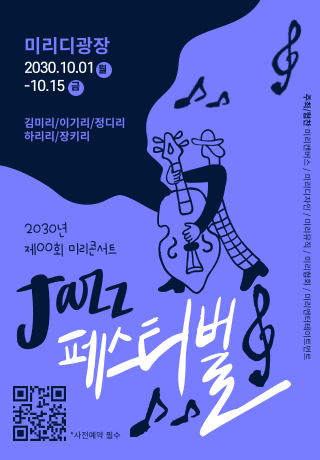 미리디광장
2030.10.01 월
-10.15 금
김미리/이기리/정디리
하리리/장키리
주최/협찬 미리캔버스 / 미리디자인 / 미리뮤직 / 미리협회 / 미리엔터테이트먼트
2030년
제00회 미리콘서트
Jazz
페스티벌
*사전예약 필수